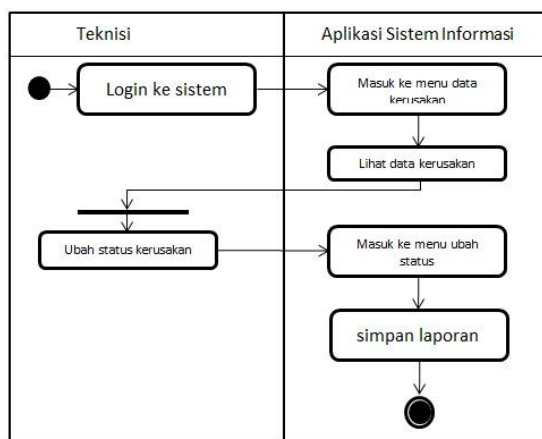 Teknisi
Aplikasi Sistem Informasi
Login ke sistem
Masuk ke menu data
kerusakan
Lihat data kerusakan
Ubah status kerusakan
Masuk ke menu ubah
status
simpan laporan